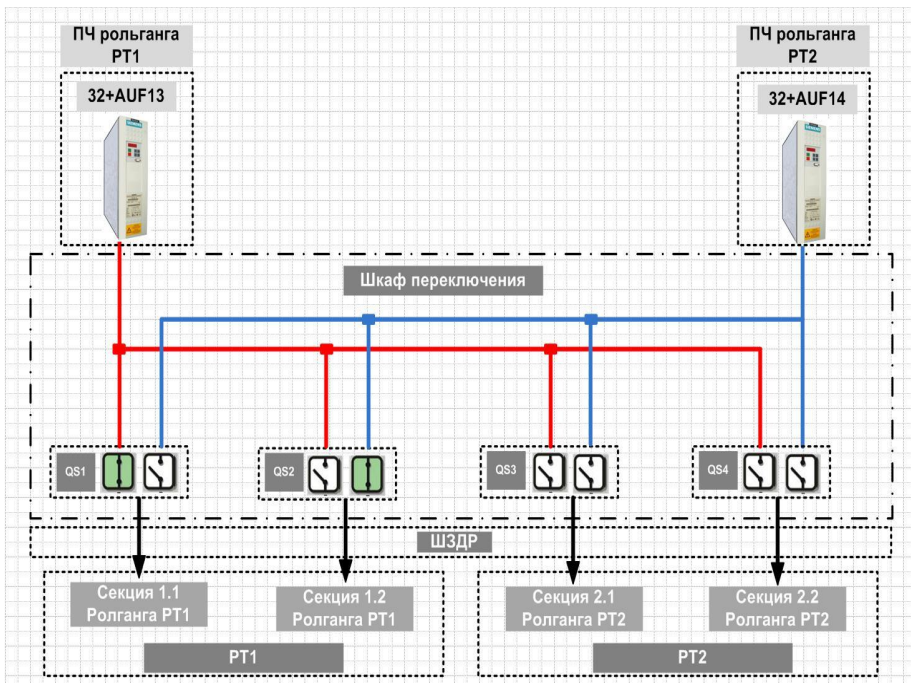 ПЧ рольганга
РТ1
ПЧ рольганга
РТ2
32+AUF13
32+AUF14
SIEMENS
SIEMENS
Шкаф переключения
QS1
QS2
QS3
QS4
ШЗДР
Секция 1.1
Ролганга РТ1
Секция 1.2
Ролганга РТ1
Секция 2.1
Ролганга РТ2
Секция 2.2
Ролганга РТ2
РТ1
РТ2